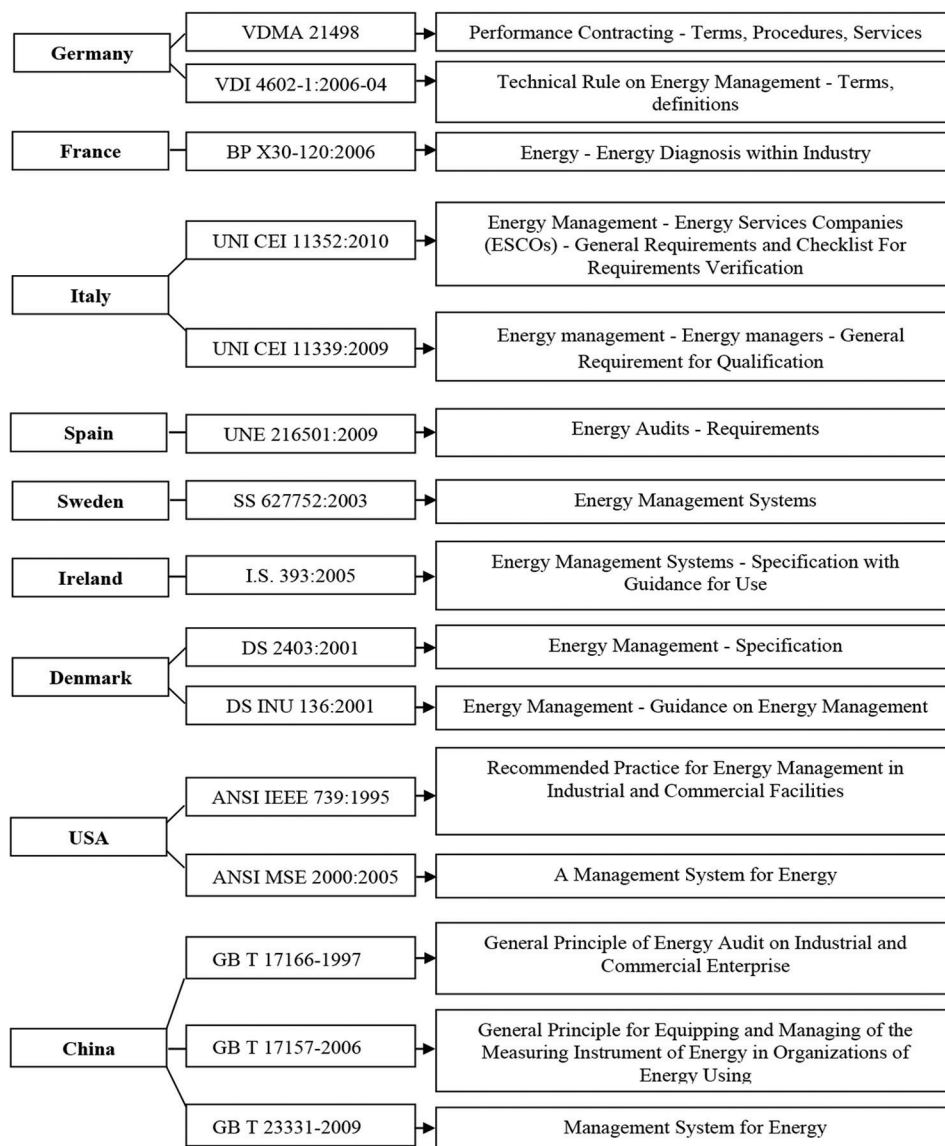 Germany
VDMA 21498
Performance Contracting - Terms, Procedures, Services
VDI 4602-1:2006-04
Technical Rule on Energy Management - Terms,
definitions
France
BP X30-120:2006
Energy - Energy Diagnosis within Industry
Italy
UNI CEI 11352:2010
Energy Management - Energy Services Companies
(ESCOs) - General Requirements and Checklist For
Requirements Verification
UNI CEI 11339:2009
Energy management - Energy managers - General
Requirement for Qualification
Spain
UNE 216501:2009
Energy Audits - Requirements
Sweden
SS 627752:2003
Energy Management Systems
Ireland
I.S. 393:2005
Energy Management Systems - Specification with
Guidance for Use
Denmark
DS 2403:2001
Energy Management - Specification
DS INU 136:2001
Energy Management - Guidance on Energy Management
USA
ANSI IEEE 739:1995
Recommended Practice for Energy Management in
Industrial and Commercial Facilities
ANSI MSE 2000:2005
A Management System for Energy
China
GB T 17166-1997
General Principle of Energy Audit on Industrial and
Commercial Enterprise
GB T 17157-2006
General Principle for Equipping and Managing of the
Measuring Instrument of Energy in Organizations of
Energy Using
GB T 23331-2009
Management System for Energy